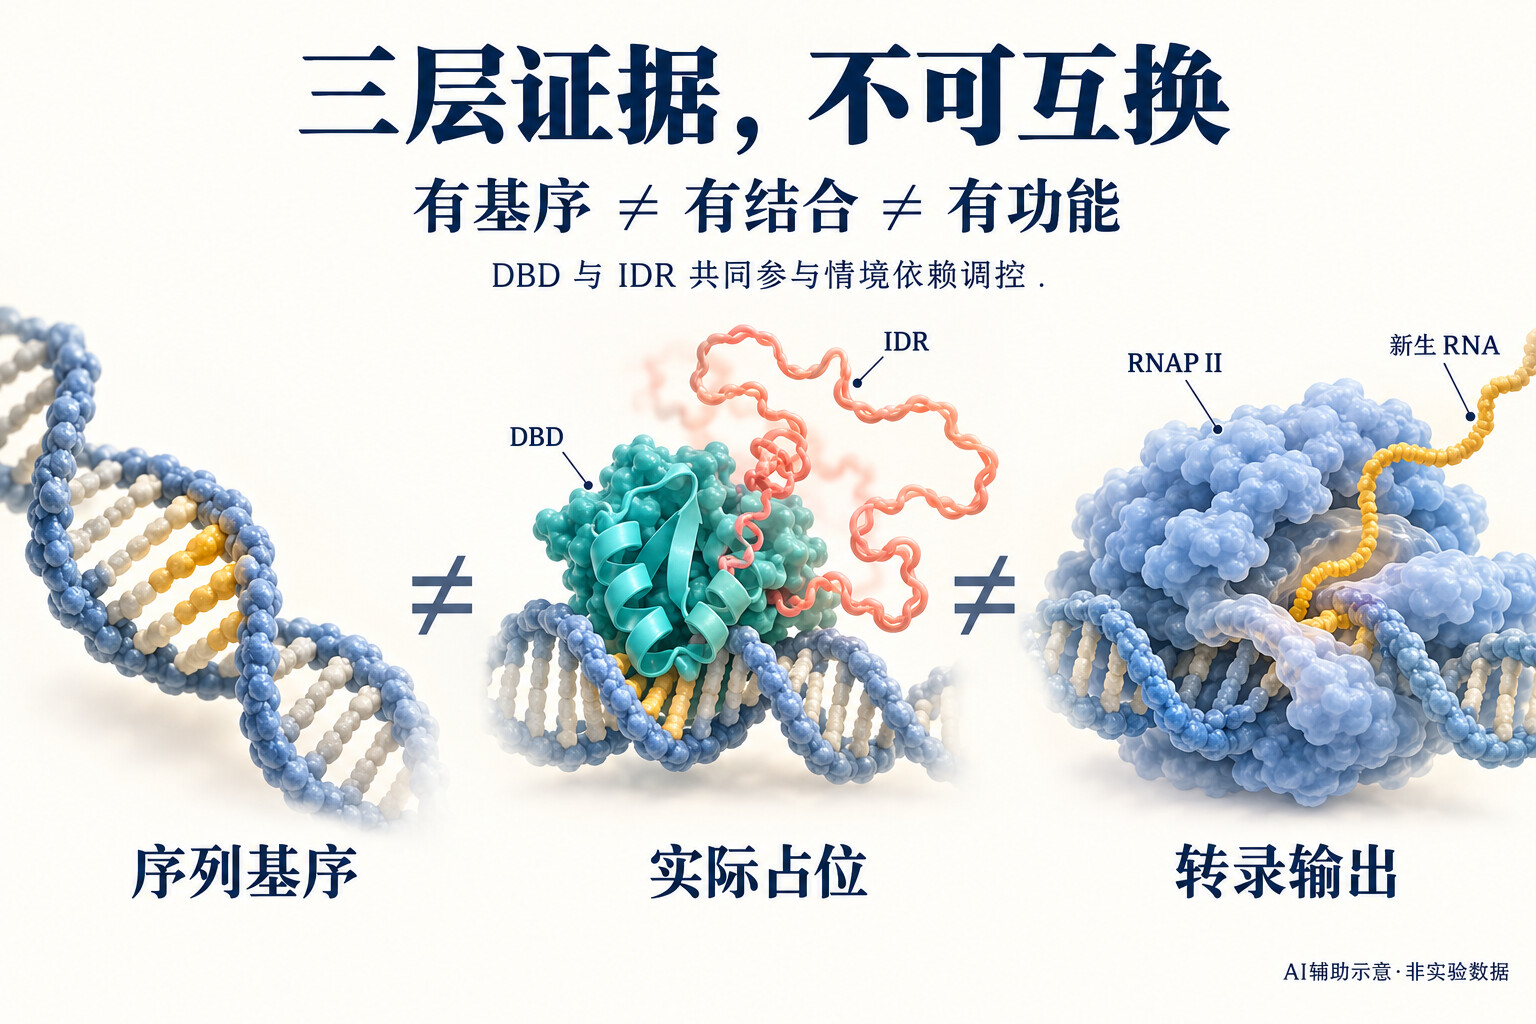 三层证据，不可互换
有基序 ≠ 有结合 ≠ 有功能
DBD 与 IDR 共同参与情境依赖调控 .
IDR
新生 RNA
RNAP II
DBD
≠
≠
序列基序
实际占位
转录输出
AI辅助示意·非实验数据